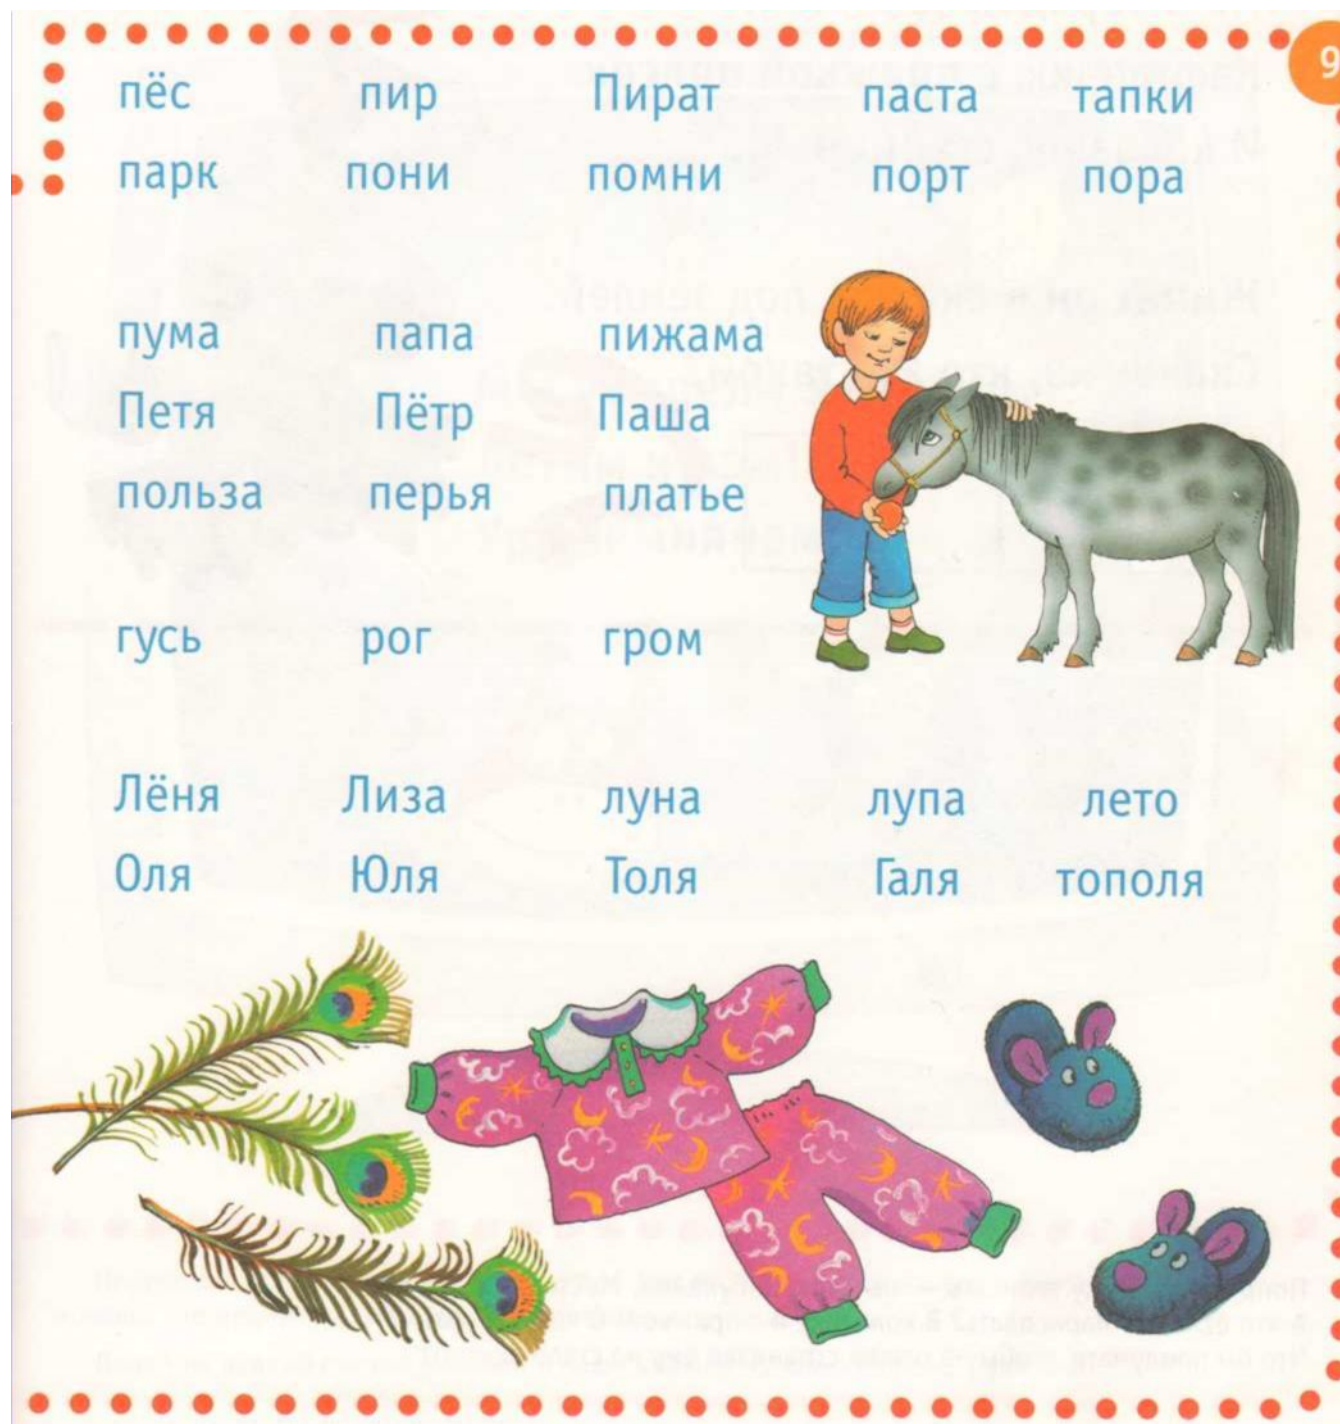 9
пёс пир Пират паста тапки
парк пони помни порт пора
пума папа пижама
Петя Пётр Паша
польза перья платье
гусь рог гром
Лёня Лиза луна лупа лето
Оля Юля Толя Галя тополя